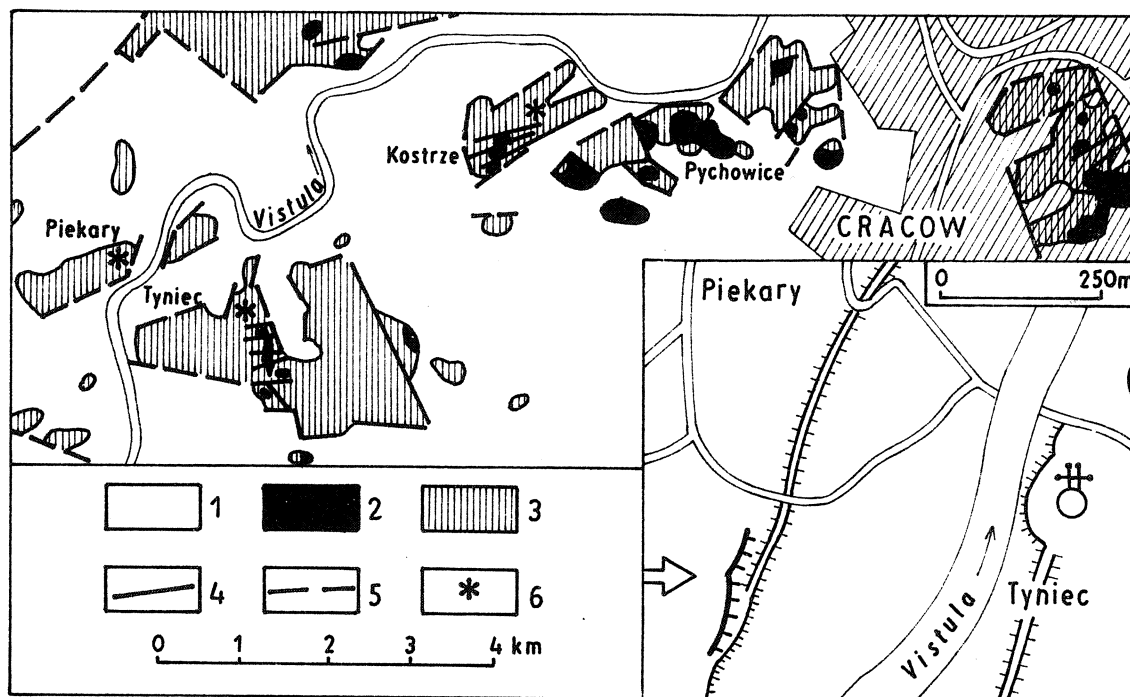 Kostrze
Pychowice
Vistula
Piekary
CRACOW
Tyniec
0 250m
Piekary
1 2 3
4 5 6
Tyniec
Vistula
0 1 2 3 4 km